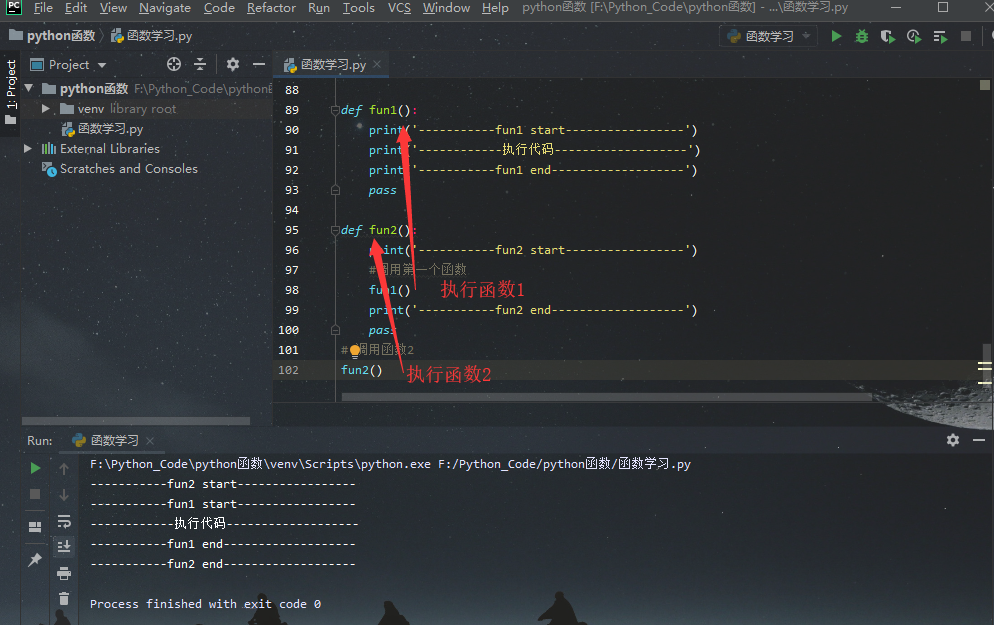 PC File Edit View Navigate Code Refactor Run Tools VCS Window Help python函数 [F:\Python_Code\python函数] - ...\函数学习.py
python函数 函数学习.py 函数学习
1: Project
Project 函数学习.py
python函数 F:\Python_Code\python
venv library root
函数学习.py
External Libraries
Scratches and Consoles
88
89 def fun1():
90 print('-----------fun1 start-----------------')
91 print('------------执行代码-------------------')
92 print('-----------fun1 end-------------------')
93 pass
94
95 def fun2():
96 print('-----------fun2 start-----------------')
97 #调用第一个函数
98 fun1() 执行函数1
99 print('-----------fun2 end-------------------')
100 pass
101 #调用函数2
102 fun2() 执行函数2
Run: 函数学习
F:\Python_Code\python函数\venv\Scripts\python.exe F:/Python_Code/python函数/函数学习.py
-----------fun2 start-----------------
-----------fun1 start-----------------
------------执行代码-------------------
-----------fun1 end-------------------
-----------fun2 end-------------------
Process finished with exit code 0